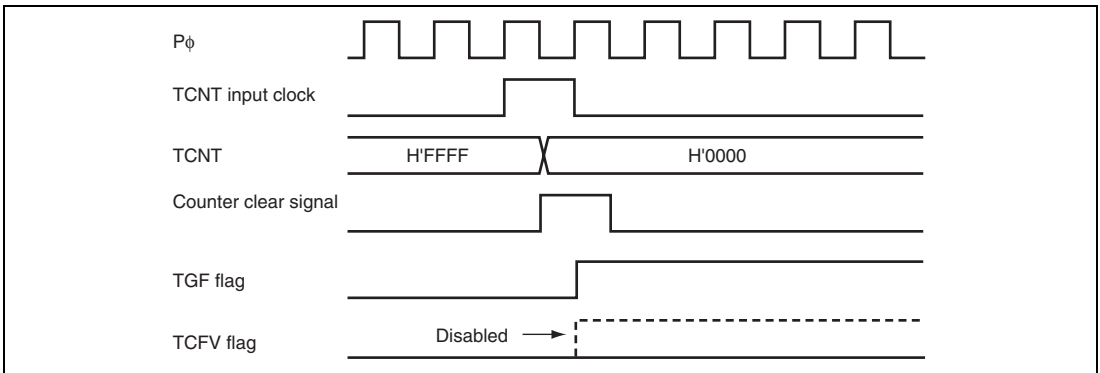 Pϕ
TCNT input clock
TCNT H'FFFF H'0000
Counter clear signal
TGF flag
Disabled
TCFV flag